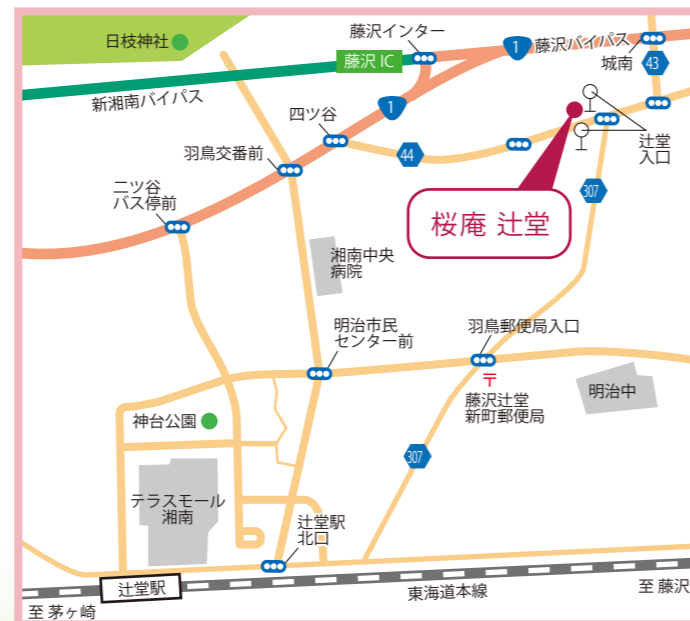 日枝神社
藤沢インター
1
藤沢バイパス
城南
43
藤沢 IC
新湘南バイパス
1
四ツ谷
44
辻堂
入口
羽鳥交番前
307
二ツ谷
バス停前
桜庵 辻堂
湘南中央
病院
明治市民
センター前
羽鳥郵便局入口
〒
藤沢辻堂
新町郵便局
明治中
神台公園
307
テラスモール
湘南
辻堂駅
北口
辻堂駅
東海道本線
至 藤沢
至 茅ヶ崎